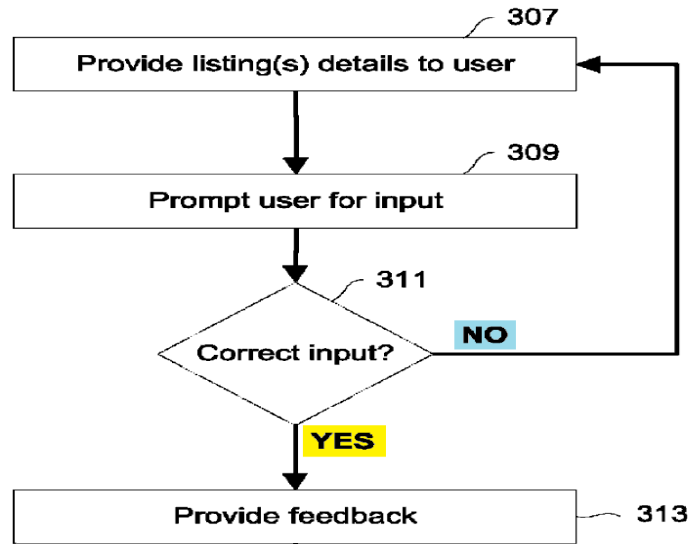 307
Provide listing(s) details to user
309
Prompt user for input
311
Correct input?
NO
YES
Provide feedback
313